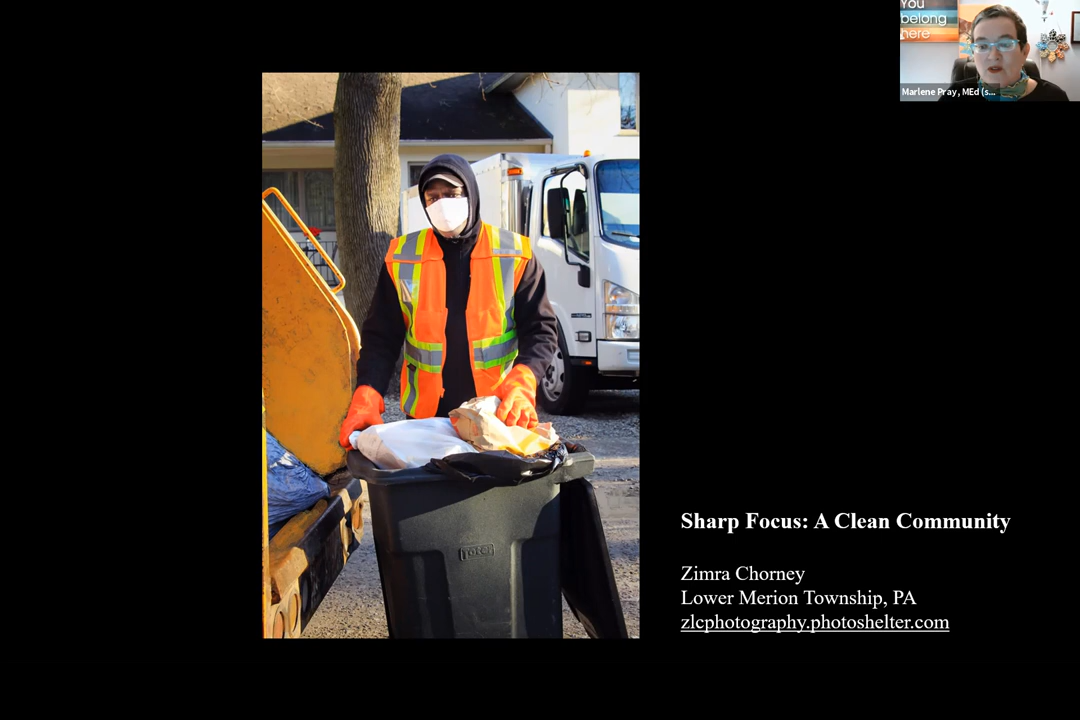 You
belong
here
Marlene Pray, MEd (s...
Toter
Sharp Focus: A Clean Community
Zimra Chorney
Lower Merion Township, PA
zlcphotography.photoshelter.com